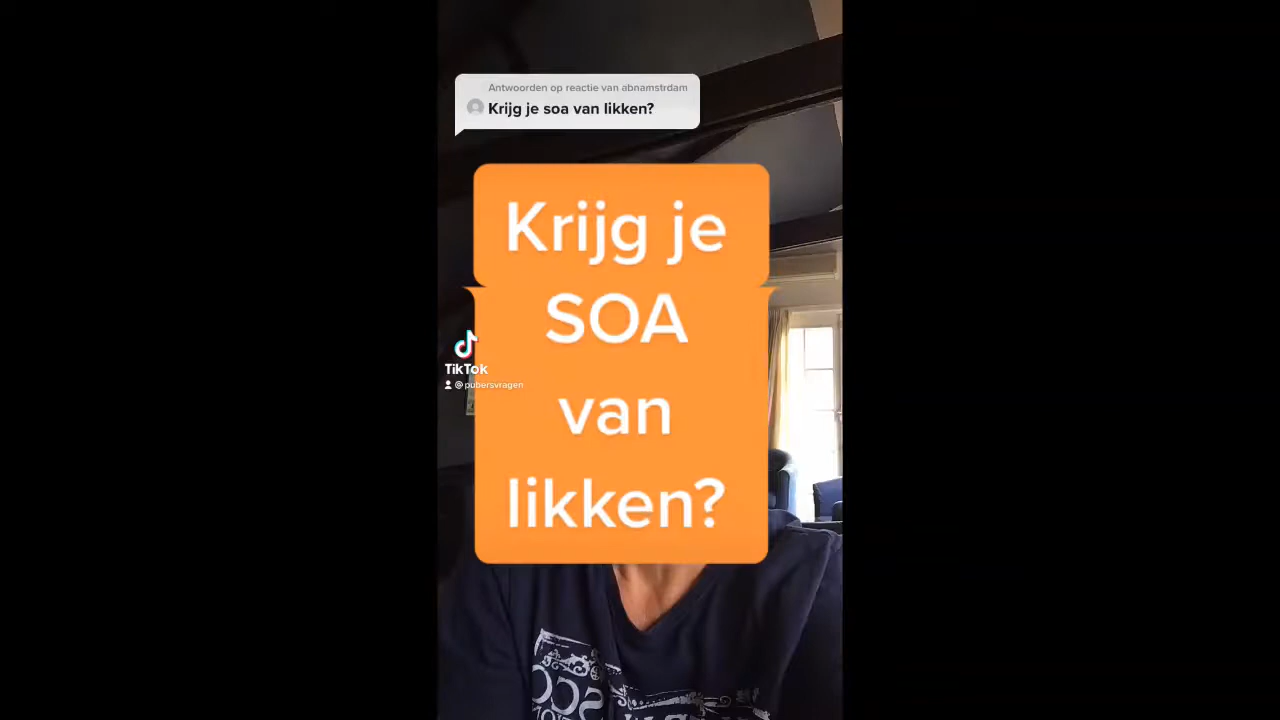 Antwoorden op reactie van abnamstrdam
Krijg je soa van likken?
Krijg je
SOA
van
likken?
TikTok
@pubersvragen